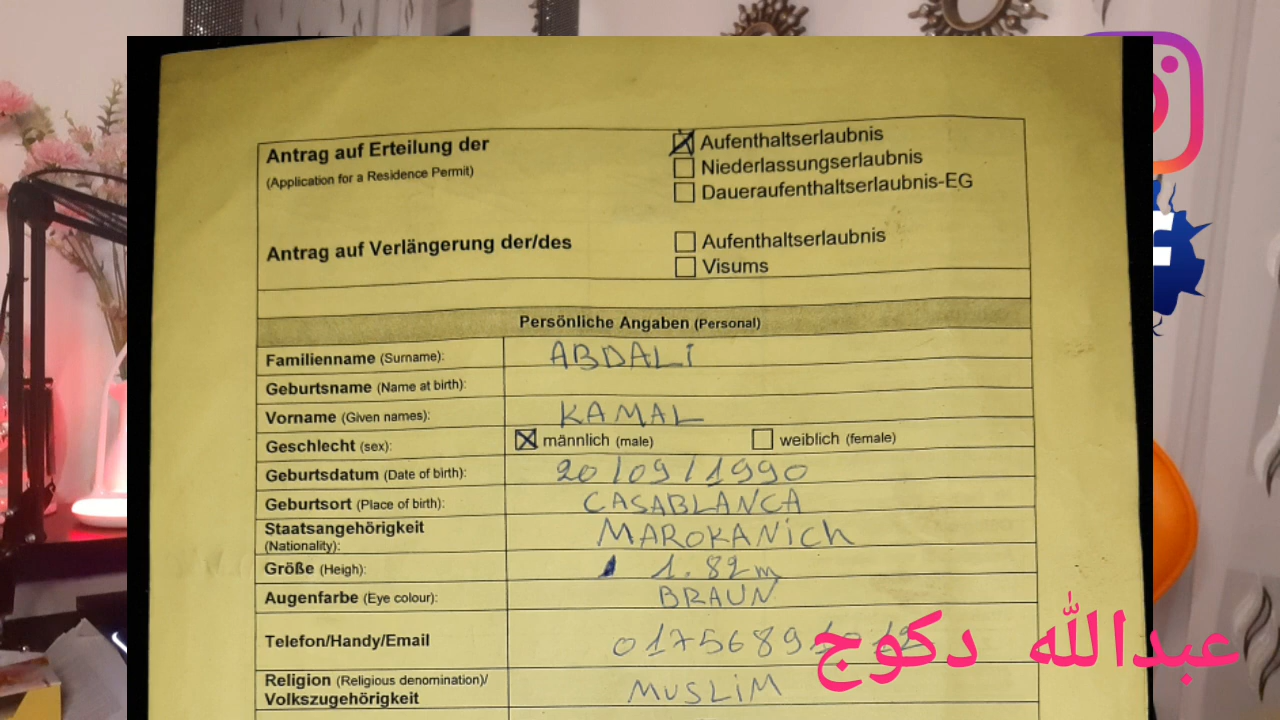 Antrag auf Erteilung der
(Application for a Residence Permit)
Aufenthaltserlaubnis
Niederlassungserlaubnis
Daueraufenthaltserlaubnis-EG
Antrag auf Verlängerung der/des
Aufenthaltserlaubnis
Visums
Persönliche Angaben (Personal)
Familienname (Surname): ABDALi
Geburtsname (Name at birth):
Vorname (Given names): KAMAL
Geschlecht (sex): männlich (male) weiblich (female)
Geburtsdatum (Date of birth): 20/09/1990
Geburtsort (Place of birth): CASABLANCA
Staatsangehörigkeit
(Nationality): MAROKANich
Größe (Heigh): 1.82m
Augenfarbe (Eye colour): BRAUN
Telefon/Handy/Email
Religion (Religious denomination)/
Volkszugehörigkeit MUSLiM
عبدالله دكوج